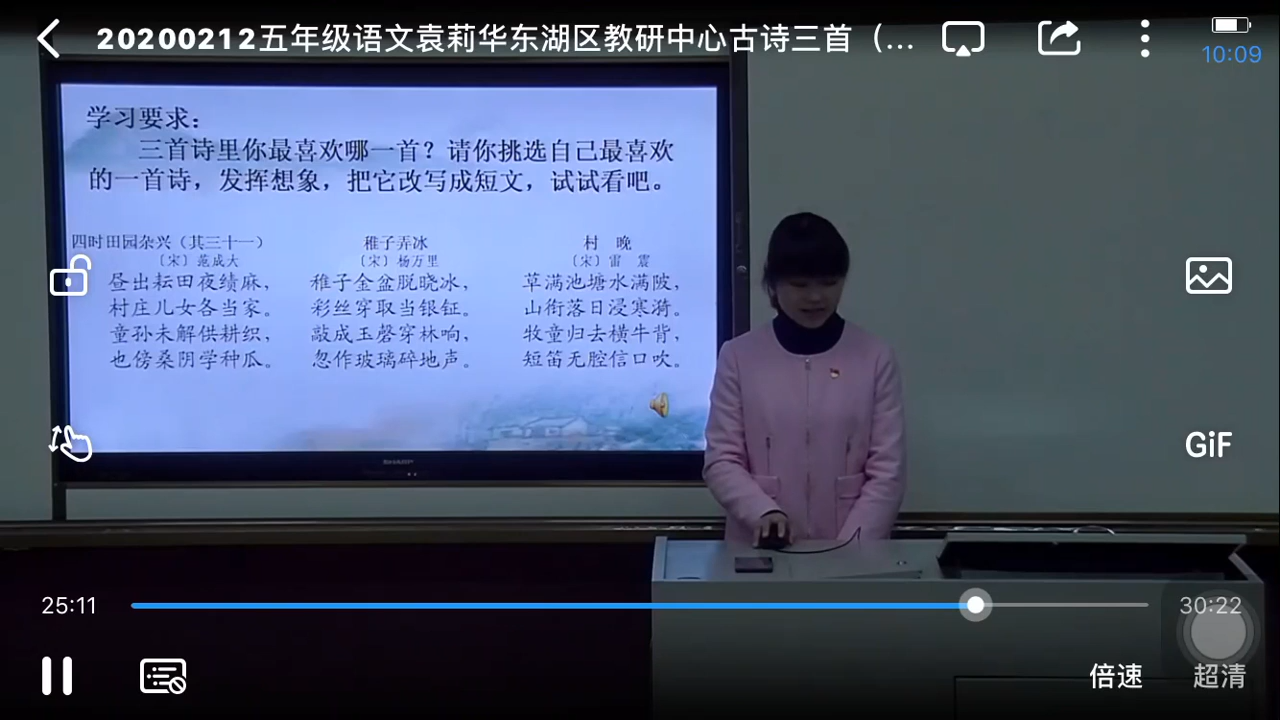 20200212五年级语文袁莉华东湖区教研中心古诗三首（...
10:09
学习要求：
三首诗里你最喜欢哪一首？请你挑选自己最喜欢
的一首诗，发挥想象，把它改写成短文，试试看吧。
四时田园杂兴（其三十一）
〔宋〕范成大
昼出耘田夜绩麻，
村庄儿女各当家。
童孙未解供耕织，
也傍桑阴学种瓜。
稚子弄冰
〔宋〕杨万里
稚子金盆脱晓冰，
彩丝穿取当银钲。
敲成玉磬穿林响，
忽作玻璃碎地声。
村 晚
〔宋〕雷 震
草满池塘水满陂，
山衔落日浸寒漪。
牧童归去横牛背，
短笛无腔信口吹。
SHARP
GiF
25:11
30:22
倍速
超清